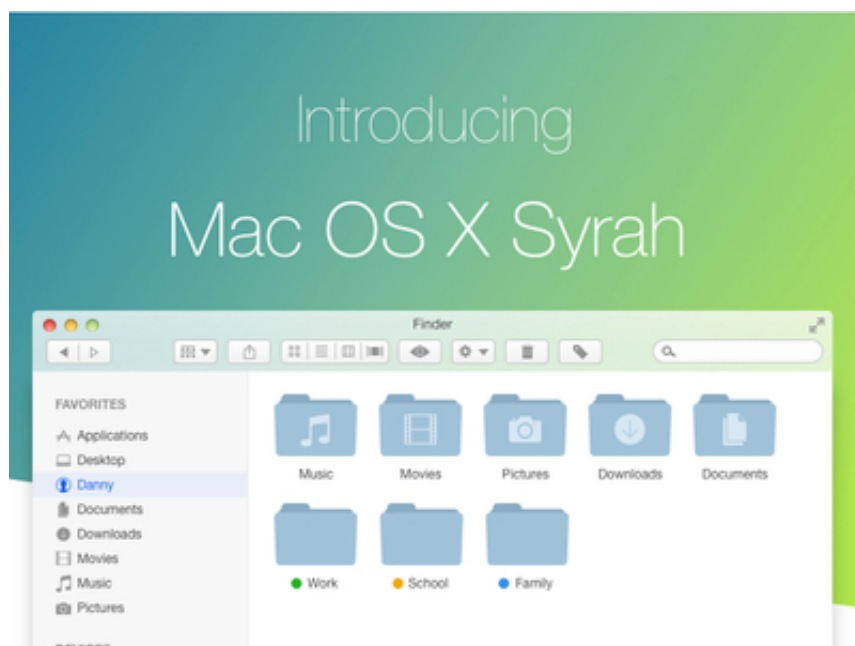 Introducing
Mac OS X Syrah
Finder
FAVORITES
Applications
Desktop
Danny
Documents
Downloads
Movies
Music
Pictures
Music Movies Pictures Downloads Documents
Work School Family